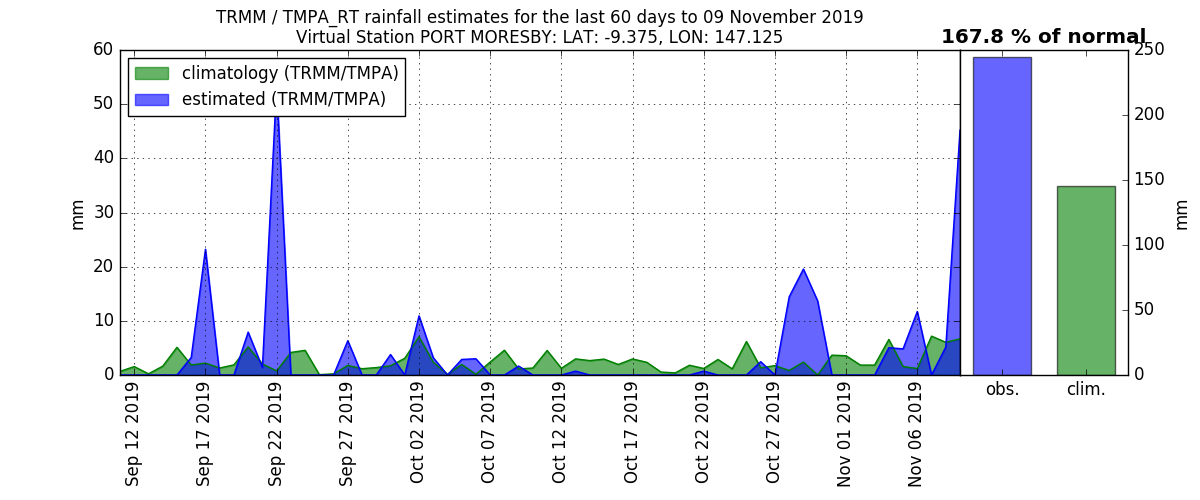 TRMM / TMPA_RT rainfall estimates for the last 60 days to 09 November 2019
Virtual Station PORT MORESBY: LAT: -9.375, LON: 147.125
167.8 % of normal
climatology (TRMM/TMPA)
estimated (TRMM/TMPA)
60
50
40
30
20
10
0
mm
250
200
150
100
50
0
mm
Sep 12 2019
Sep 17 2019
Sep 22 2019
Sep 27 2019
Oct 02 2019
Oct 07 2019
Oct 12 2019
Oct 17 2019
Oct 22 2019
Oct 27 2019
Nov 01 2019
Nov 06 2019
obs.
clim.